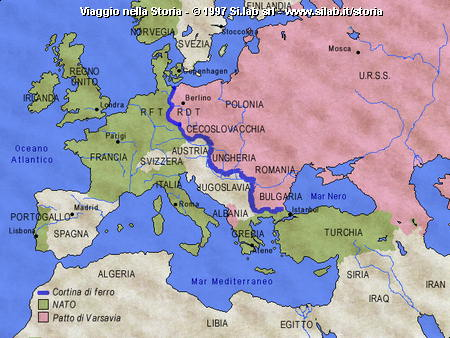 Viaggio nella Storia - ©1997 Si.lab srl - www.silab.it/storia
FINLANDIA
NORVEGIA
SVEZIA
Stoccolma
Mosca
U.R.S.S.
Copenhagen
REGNO
UNITO
IRLANDA
Londra
Berlino
R F T
R D T
POLONIA
CECOSLOVACCHIA
Parigi
Oceano
Atlantico
FRANCIA
AUSTRIA
SVIZZERA
UNGHERIA
ROMANIA
ITALIA
JUGOSLAVIA
BULGARIA
Mar Nero
Madrid
PORTOGALLO
Roma
ALBANIA
Istanbul
Lisbona
SPAGNA
GRECIA
TURCHIA
Atene
ALGERIA
Mar Mediterraneo
SIRIA
IRAN
IRAQ
LIBIA
EGITTO
Cortina di ferro
NATO
Patto di Varsavia